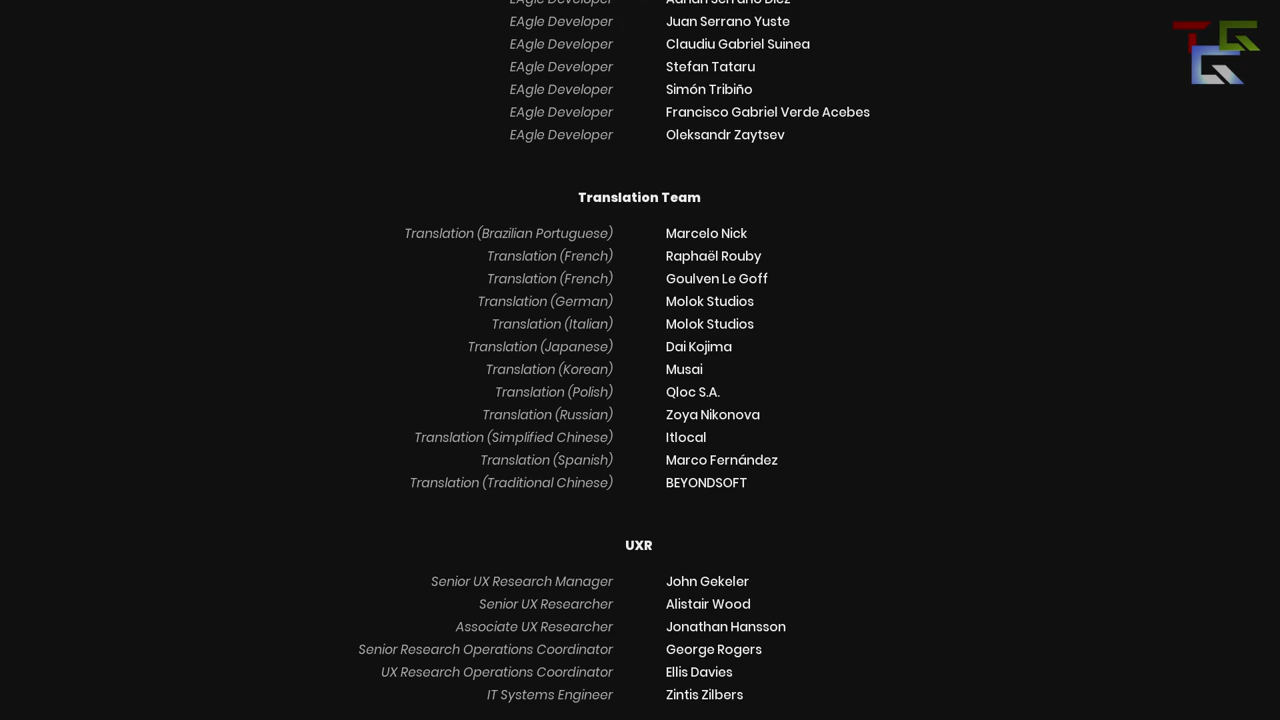 EAgle Developer Adrián Serrano Díez
EAgle Developer Juan Serrano Yuste
EAgle Developer Claudiu Gabriel Suinea
EAgle Developer Stefan Tataru
EAgle Developer Simón Tribiño
EAgle Developer Francisco Gabriel Verde Acebes
EAgle Developer Oleksandr Zaytsev
Translation Team
Translation (Brazilian Portuguese) Marcelo Nick
Translation (French) Raphaël Rouby
Translation (French) Goulven Le Goff
Translation (German) Molok Studios
Translation (Italian) Molok Studios
Translation (Japanese) Dai Kojima
Translation (Korean) Musai
Translation (Polish) Qloc S.A.
Translation (Russian) Zoya Nikonova
Translation (Simplified Chinese) Itlocal
Translation (Spanish) Marco Fernández
Translation (Traditional Chinese) BEYONDSOFT
UXR
Senior UX Research Manager John Gekeler
Senior UX Researcher Alistair Wood
Associate UX Researcher Jonathan Hansson
Senior Research Operations Coordinator George Rogers
UX Research Operations Coordinator Ellis Davies
IT Systems Engineer Zintis Zilbers